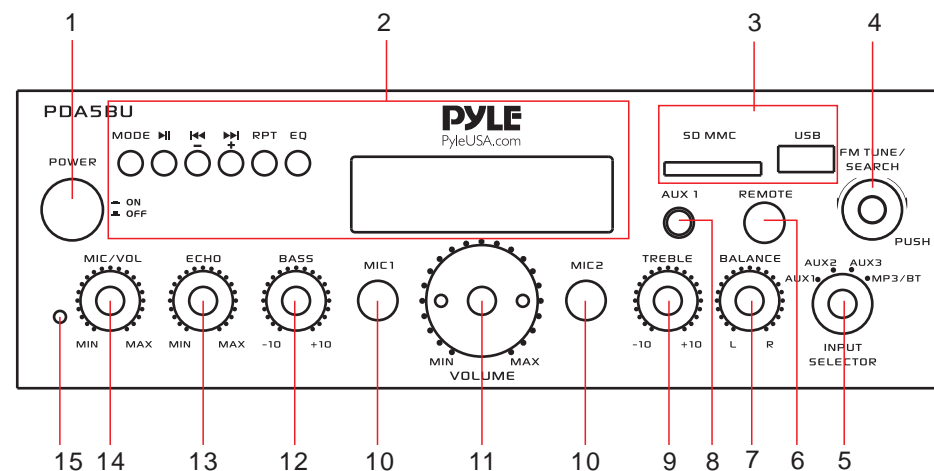 1 2 3 4
PDA5BU
PYLE
PyleUSA.com
MODE ⏯ ⏮ ⏭ RPT EQ
− +
SD MMC USB
POWER
ON
OFF
AUX 1 REMOTE
FM TUNE/
SEARCH
PUSH
MIC/VOL ECHO BASS MIC1 MIC2 TREBLE BALANCE
AUX1 AUX2 AUX3 MP3/BT
MIN MAX MIN MAX -10 +10 MIN MAX -10 +10 L R
VOLUME
INPUT
SELECTOR
15 14 13 12 10 11 10 9 8 7 6 5